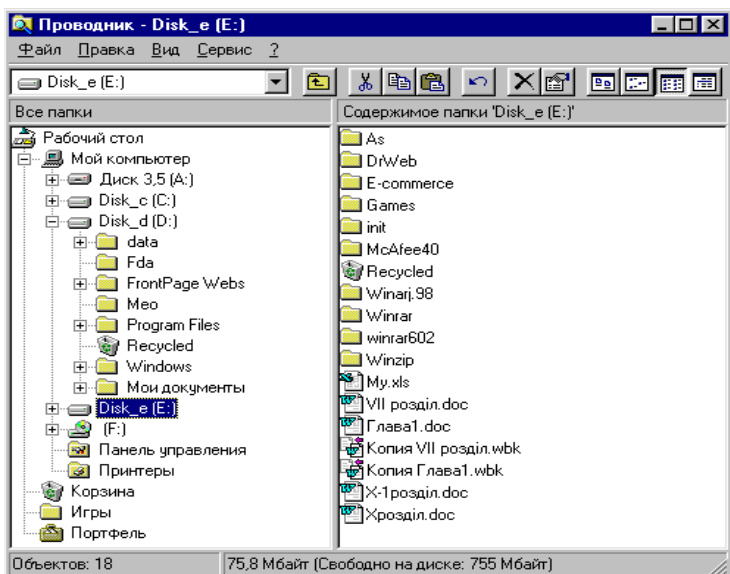 Проводник - Disk_e (E:)
Файл Правка Вид Сервис ?
Disk_e (E:)
Все папки
Рабочий стол
Мой компьютер
Диск 3,5 (A:)
Disk_c (C:)
Disk_d (D:)
data
Fda
FrontPage Webs
Meo
Program Files
Recycled
Windows
Мои документы
Disk_e (E:)
(F:)
Панель управления
Принтеры
Корзина
Игры
Портфель
Содержимое папки 'Disk_e (E:)'
As
DrWeb
E-commerce
Games
init
McAfee40
Recycled
Winarj.98
Winrar
winrar602
Winzip
My.xls
VII розділ.doc
Глава1.doc
Копия VII розділ.wbk
Копия Глава1.wbk
X-1розділ.doc
Xрозділ.doc
Объектов: 18
75,8 Мбайт (Свободно на диске: 755 Мбайт)